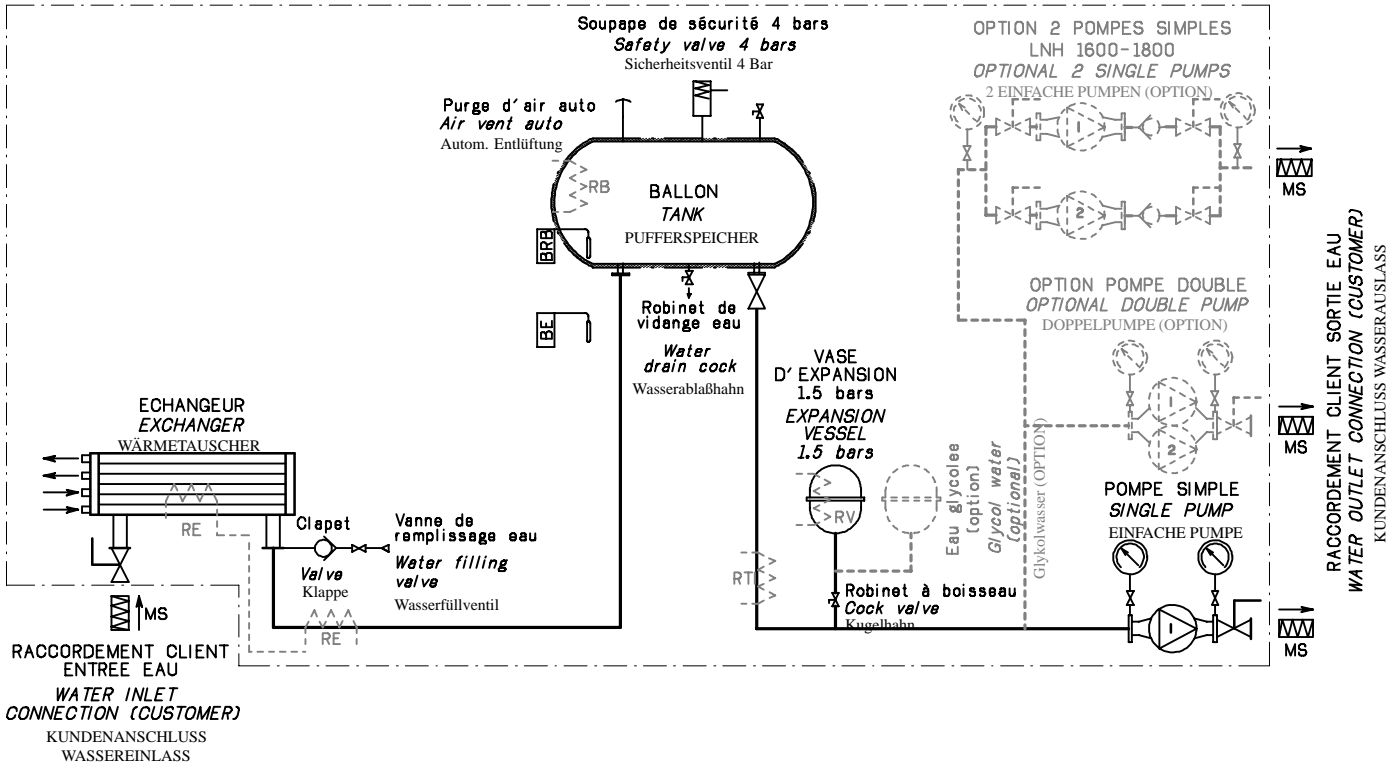 Soupape de sécurité 4 bars
Safety valve 4 bars
Sicherheitsventil 4 Bar
Purge d'air auto
Air vent auto
Autom. Entlüftung
RB
BALLON
TANK
PUFFERSPEICHER
BRB
BE
Robinet de
vidange eau
Water
drain cock
Wasserablaßhahn
OPTION 2 POMPES SIMPLES
LNH 1600-1800
OPTIONAL 2 SINGLE PUMPS
2 EINFACHE PUMPEN (OPTION)
1
2
MS
OPTION POMPE DOUBLE
OPTIONAL DOUBLE PUMP
DOPPELPUMPE (OPTION)
1
2
MS
VASE
D'EXPANSION
1.5 bars
EXPANSION
VESSEL
1.5 bars
RV
Eau glycolee
(option)
Glycol water
(optional)
Glykolwasser (OPTION)
POMPE SIMPLE
SINGLE PUMP
EINFACHE PUMPE
1
MS
RTI
Robinet à boisseau
Cock valve
Kugelhahn
ECHANGEUR
EXCHANGER
WÄRMETAUSCHER
RE
Clapet
Valve
Klappe
Vanne de
remplissage eau
Water filling
valve
Wasserfüllventil
RE
MS
RACCORDEMENT CLIENT
ENTREE EAU
WATER INLET
CONNECTION (CUSTOMER)
KUNDENANSCHLUSS
WASSEREINLASS
RACCORDEMENT CLIENT SORTIE EAU
WATER OUTLET CONNECTION (CUSTOMER)
KUNDENANSCHLUSS WASSERAUSLASS